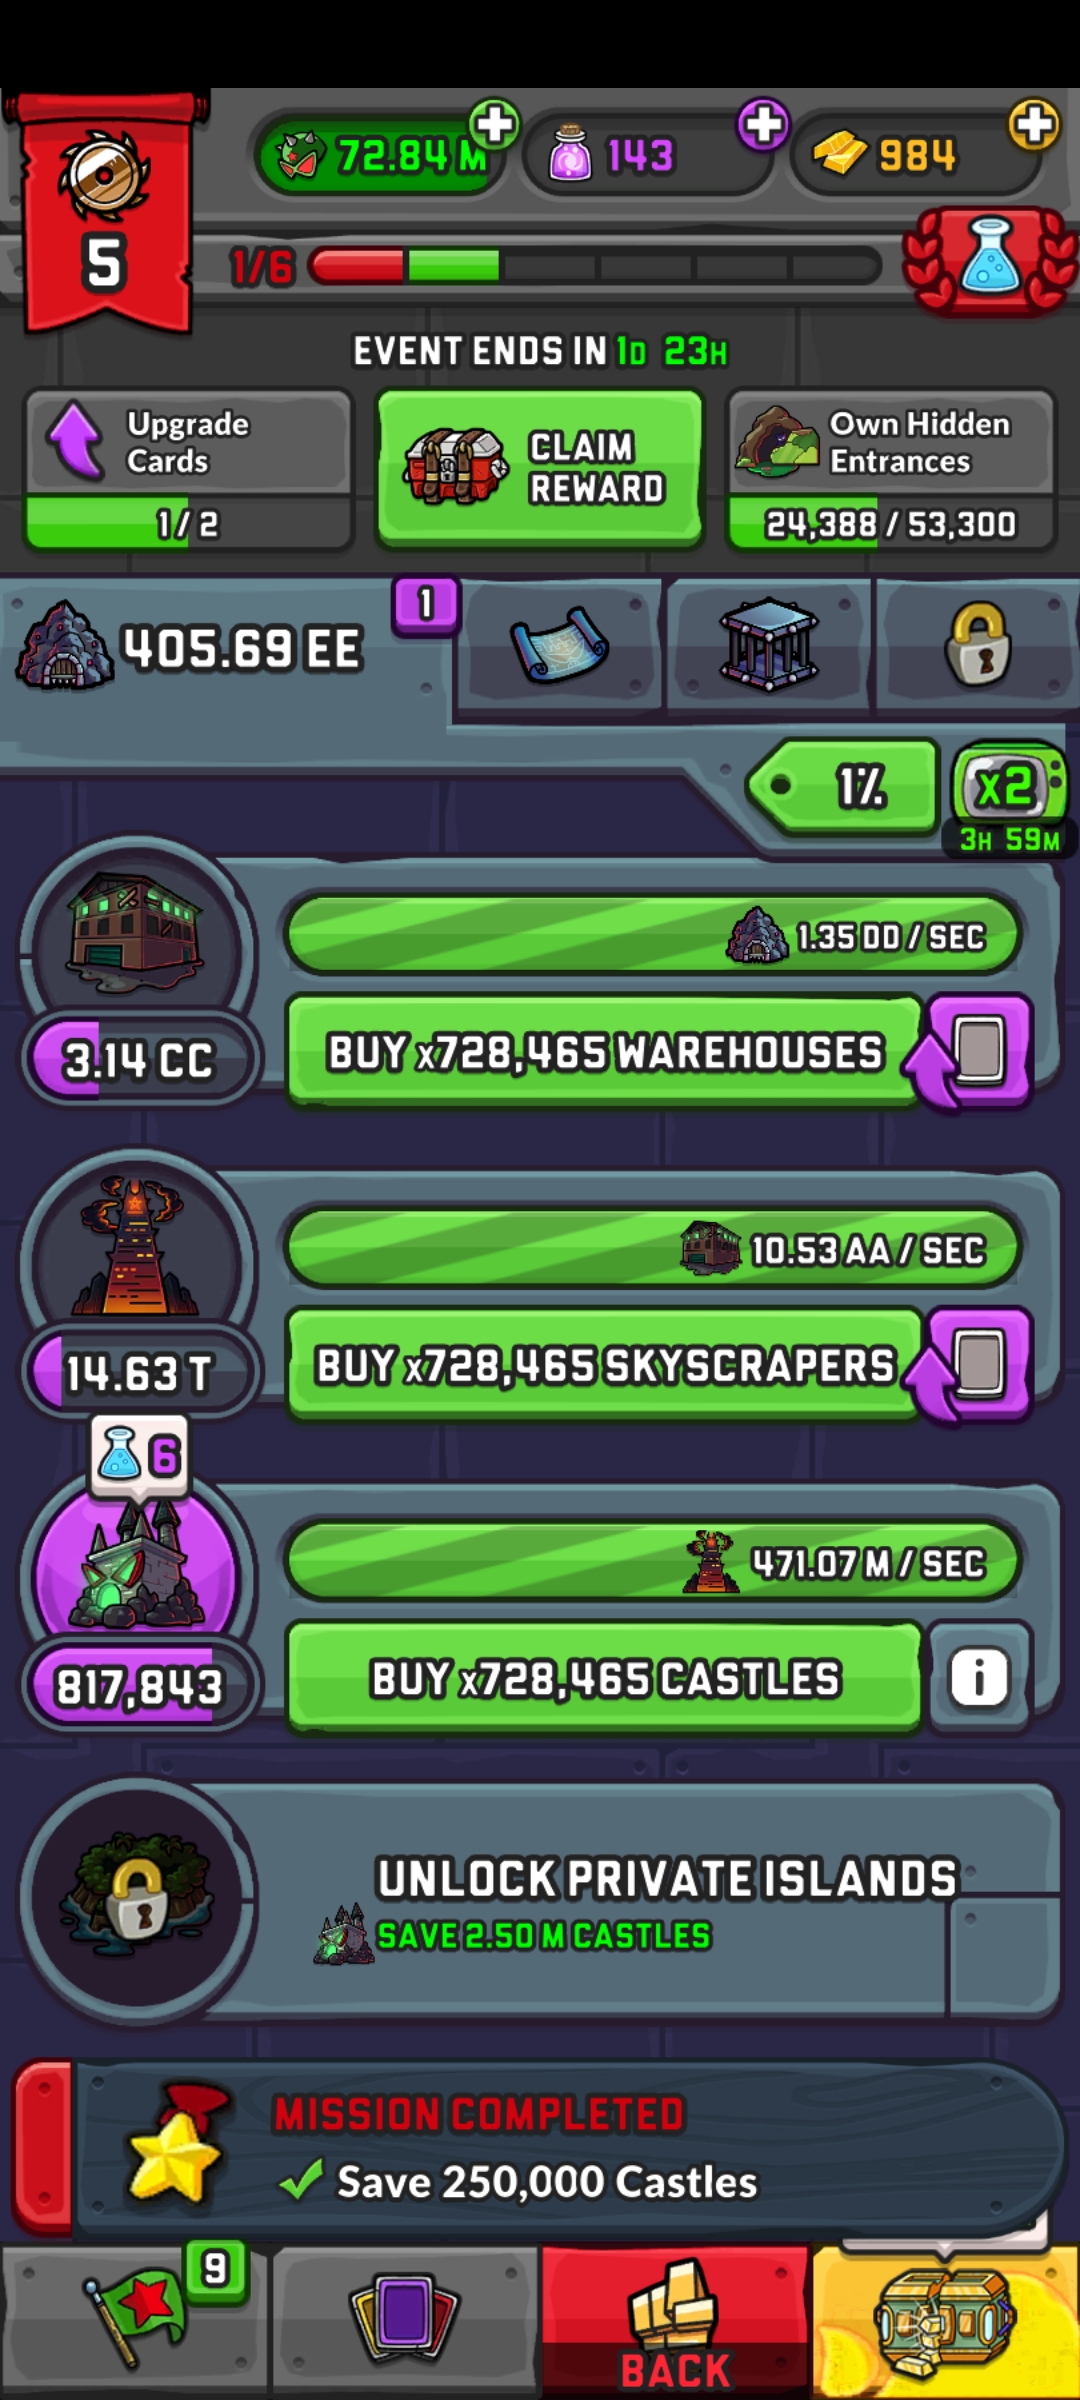 72.84 M
143
984
5
1/6
EVENT ENDS IN 1D 23H
Upgrade
Cards
1 / 2
CLAIM
REWARD
Own Hidden
Entrances
24,388 / 53,300
405.69 EE
1
1%
x2
3H 59M
1.35 DD / SEC
3.14 CC
BUY x728,465 WAREHOUSES
10.53 AA / SEC
14.63 T
BUY x728,465 SKYSCRAPERS
6
471.07 M / SEC
817,843
BUY x728,465 CASTLES
i
UNLOCK PRIVATE ISLANDS
SAVE 2.50 M CASTLES
MISSION COMPLETED
Save 250,000 Castles
9
BACK